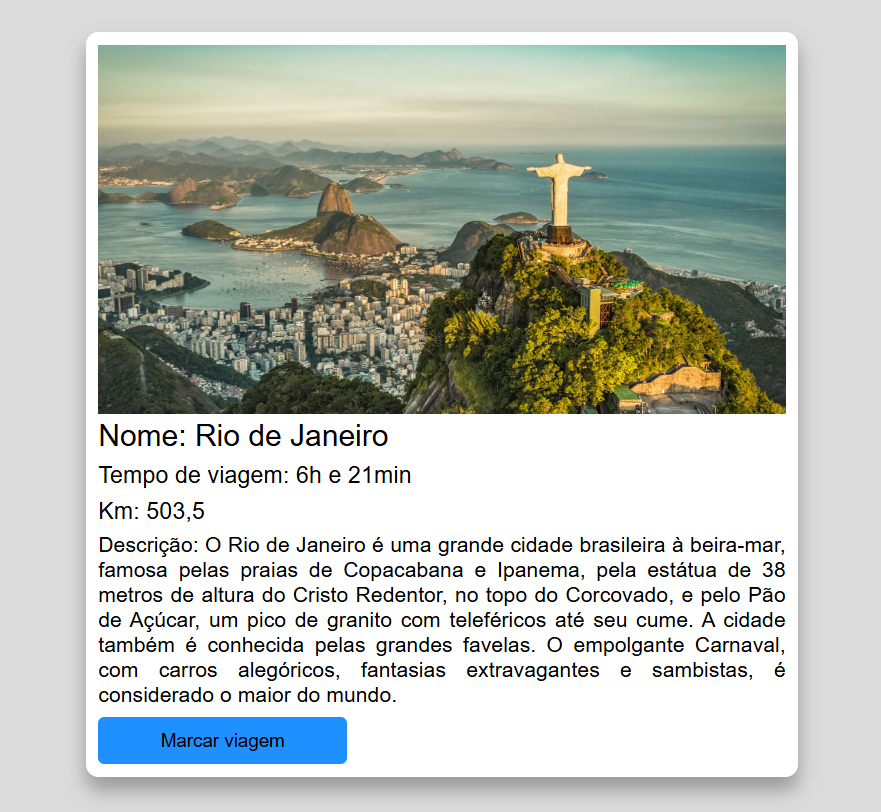 Nome: Rio de Janeiro
Tempo de viagem: 6h e 21min
Km: 503,5
Descrição: O Rio de Janeiro é uma grande cidade brasileira à beira-mar,
famosa pelas praias de Copacabana e Ipanema, pela estátua de 38
metros de altura do Cristo Redentor, no topo do Corcovado, e pelo Pão
de Açúcar, um pico de granito com teleféricos até seu cume. A cidade
também é conhecida pelas grandes favelas. O empolgante Carnaval,
com carros alegóricos, fantasias extravagantes e sambistas, é
considerado o maior do mundo.
Marcar viagem